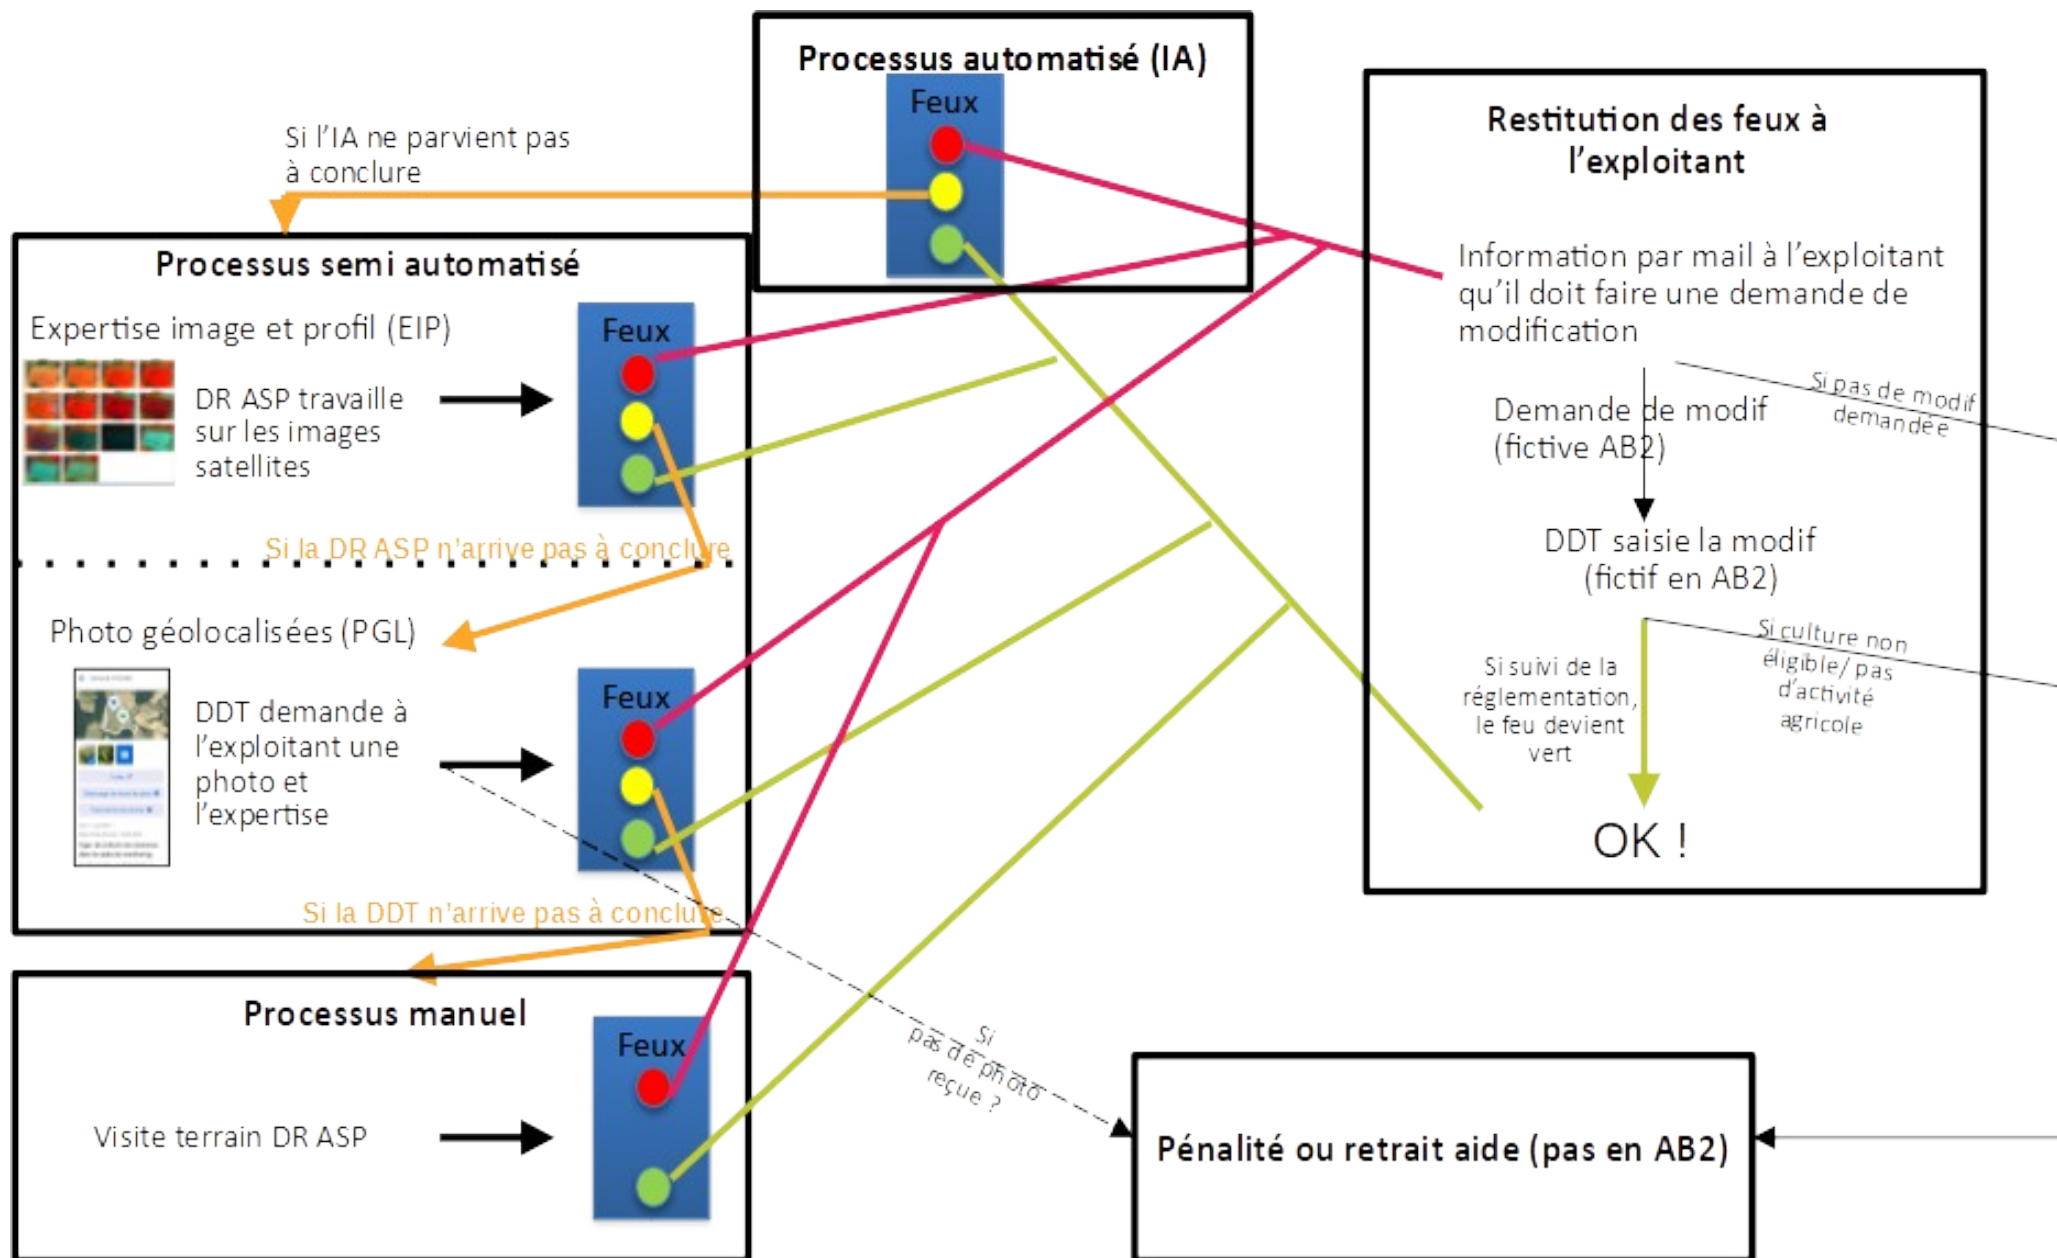 Processus automatisé (IA)
Feux
Si l'IA ne parvient pas
à conclure
Processus semi automatisé
Expertise image et profil (EIP)
DR ASP travaille
sur les images
satellites
Feux
Si la DR ASP n'arrive pas à conclure
Photo géolocalisées (PGL)
DDT demande à
l'exploitant une
photo et
l'expertise
Feux
Si la DDT n'arrive pas à conclure
Processus manuel
Visite terrain DR ASP
Feux
Restitution des feux à
l'exploitant
Information par mail à l'exploitant
qu'il doit faire une demande de
modification
Si pas de modif
demandée
Demande de modif
(fictive AB2)
DDT saisie la modif
(fictif en AB2)
Si suivi de la
réglementation,
le feu devient
vert
Si culture non
éligible/ pas
d'activité
agricole
OK !
Si
pas de photo
reçue ?
Pénalité ou retrait aide (pas en AB2)